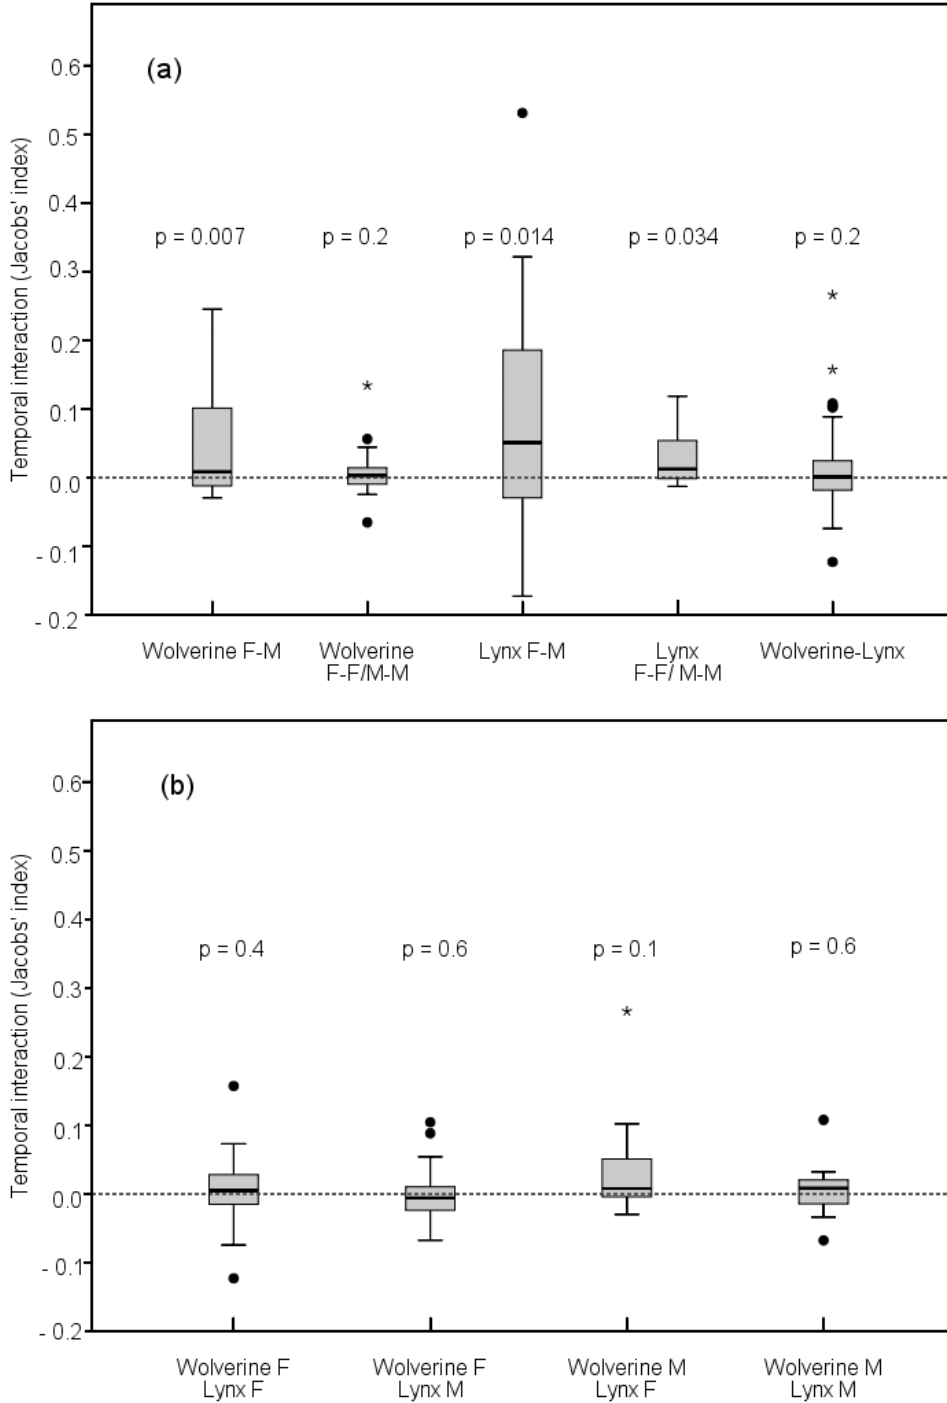 (a)
Temporal interaction (Jacobs' index)
0.6
0.5
0.4
0.3
0.2
0.1
0.0
- 0.1
- 0.2
p = 0.007
p = 0.2
p = 0.014
p = 0.034
p = 0.2
*
*
*
Wolverine F-M
Wolverine
F-F/M-M
Lynx F-M
Lynx
F-F/ M-M
Wolverine-Lynx
(b)
Temporal interaction (Jacobs' index)
0.6
0.5
0.4
0.3
0.2
0.1
0.0
- 0.1
- 0.2
p = 0.4
p = 0.6
p = 0.1
p = 0.6
*
Wolverine F
Lynx F
Wolverine F
Lynx M
Wolverine M
Lynx F
Wolverine M
Lynx M